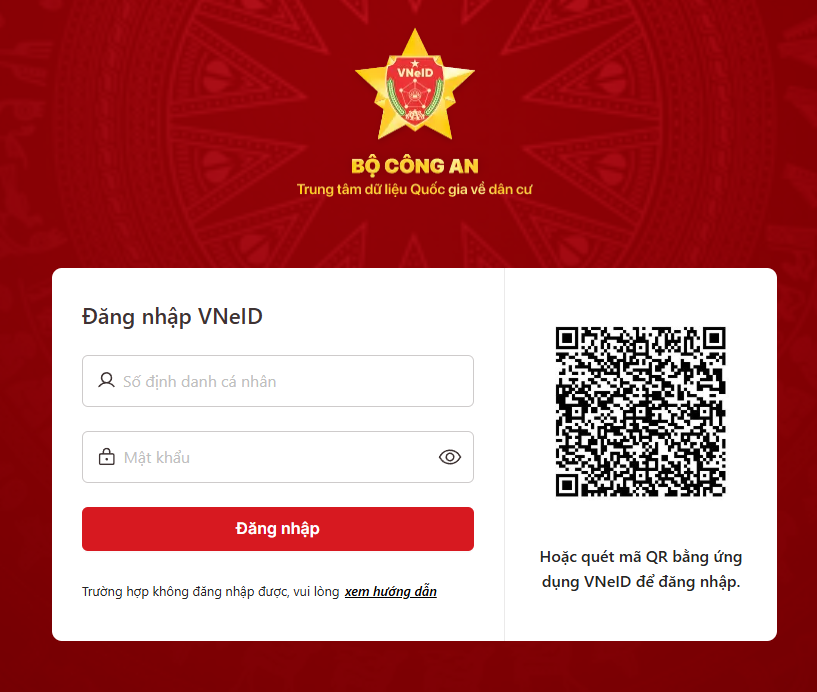 VNeID
BỘ CÔNG AN
Trung tâm dữ liệu Quốc gia về dân cư
Đăng nhập VNeID
Số định danh cá nhân
Mật khẩu
Đăng nhập
Trường hợp không đăng nhập được, vui lòng xem hướng dẫn
Hoặc quét mã QR bằng ứng
dụng VNeID để đăng nhập.